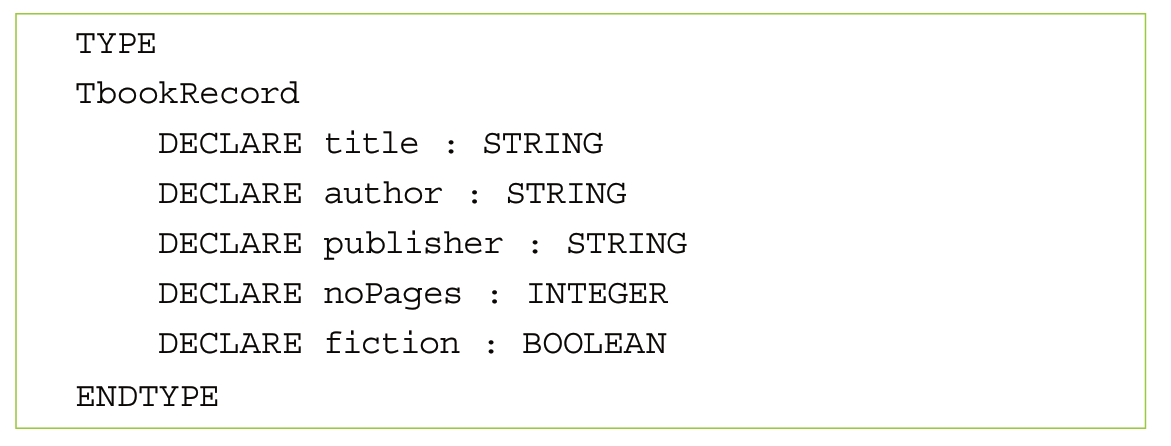 TYPE
TbookRecord
DECLARE title : STRING
DECLARE author : STRING
DECLARE publisher : STRING
DECLARE noPages : INTEGER
DECLARE fiction : BOOLEAN
ENDTYPE